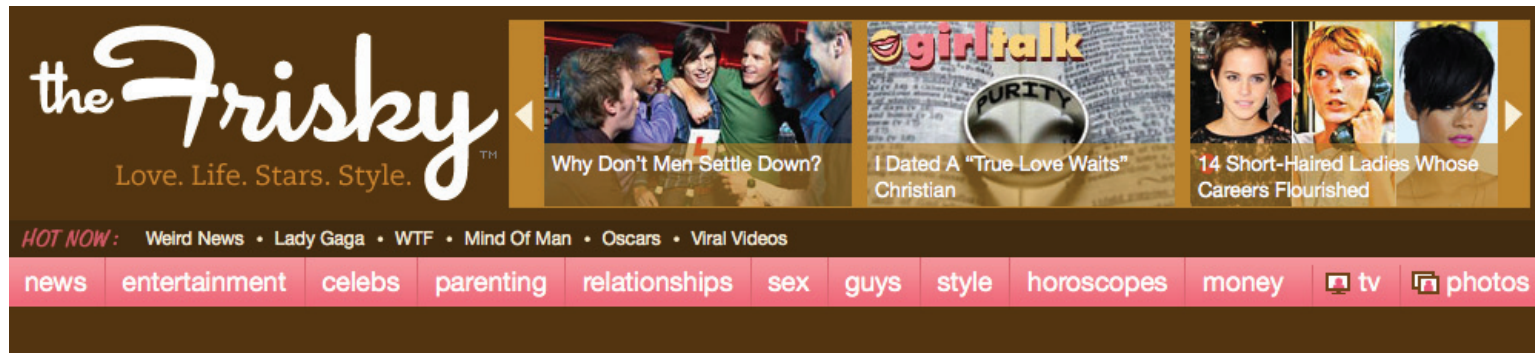 the Frisky™
Love. Life. Stars. Style.
Why Don't Men Settle Down?
girltalk
PURITY
I Dated A “True Love Waits”
Christian
14 Short-Haired Ladies Whose
Careers Flourished
HOT NOW: Weird News • Lady Gaga • WTF • Mind Of Man • Oscars • Viral Videos
news entertainment celebs parenting relationships sex guys style horoscopes money tv photos